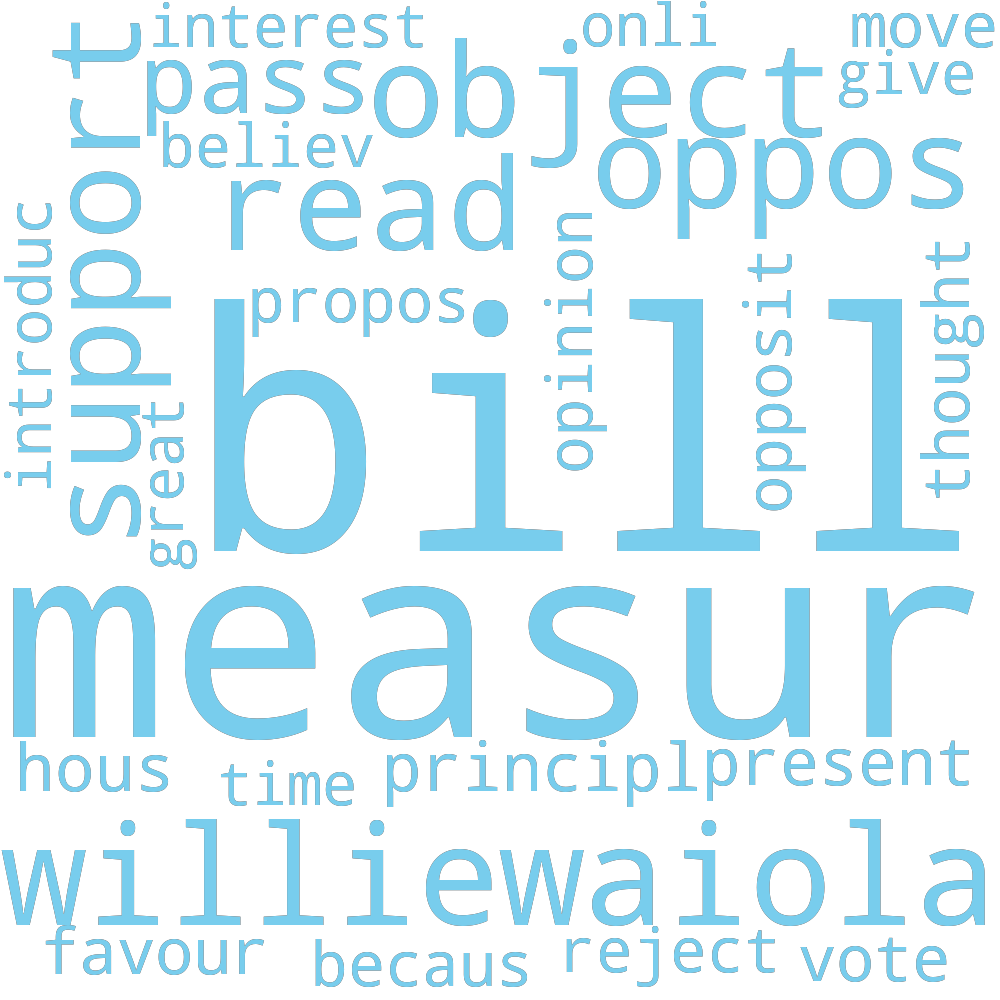 interest
onli
move
pass
object
give
believ
oppos
support
read
introduc
propos
opinion
opposit
thought
great
bill
measur
hous
time
principl
present
williewaiola
favour
becaus
reject
vote